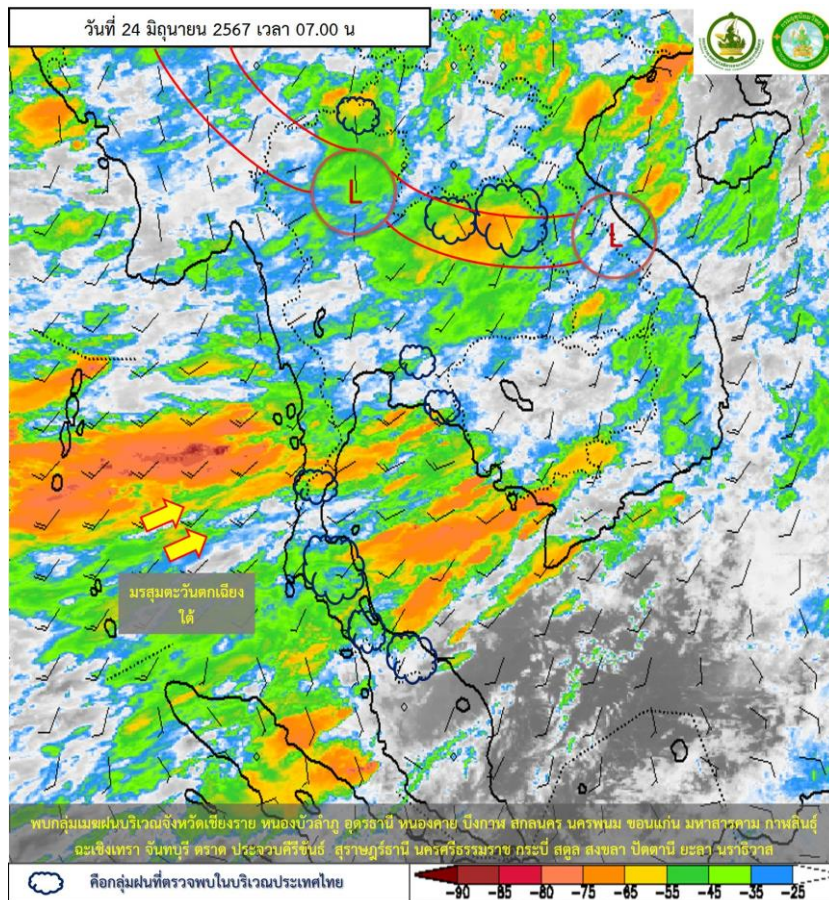 วันที่ 24 มิถุนายน 2567 เวลา 07.00 น
L
L
มรสุมตะวันตกเฉียง
ใต้
พบกลุ่มเมฆฝนบริเวณจังหวัดเชียงราย หนองบัวลำภู อุดรธานี หนองคาย บึงกาฬ สกลนคร นครพนม ขอนแก่น มหาสารคาม กาฬสินธุ์
ฉะเชิงเทรา จันทบุรี ตราด ประจวบคีรีขันธ์ สุราษฎร์ธานี นครศรีธรรมราช กระบี่ สตูล สงขลา ปัตตานี ยะลา นราธิวาส
คือกลุ่มฝนที่ตรวจพบในบริเวณประเทศไทย
-90 -85 -80 -75 -65 -55 -45 -35 -25